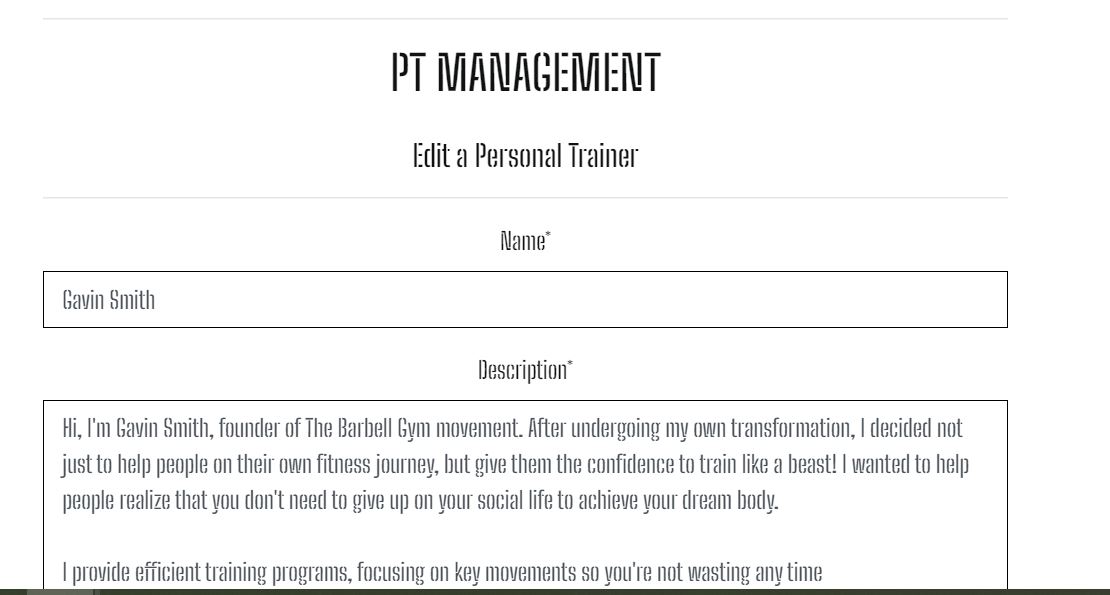 PT MANAGEMENT
Edit a Personal Trainer
Name*
Gavin Smith
Description*
Hi, I'm Gavin Smith, founder of The Barbell Gym movement. After undergoing my own transformation, I decided not
just to help people on their own fitness journey, but give them the confidence to train like a beast! I wanted to help
people realize that you don't need to give up on your social life to achieve your dream body.
I provide efficient training programs, focusing on key movements so you're not wasting any time